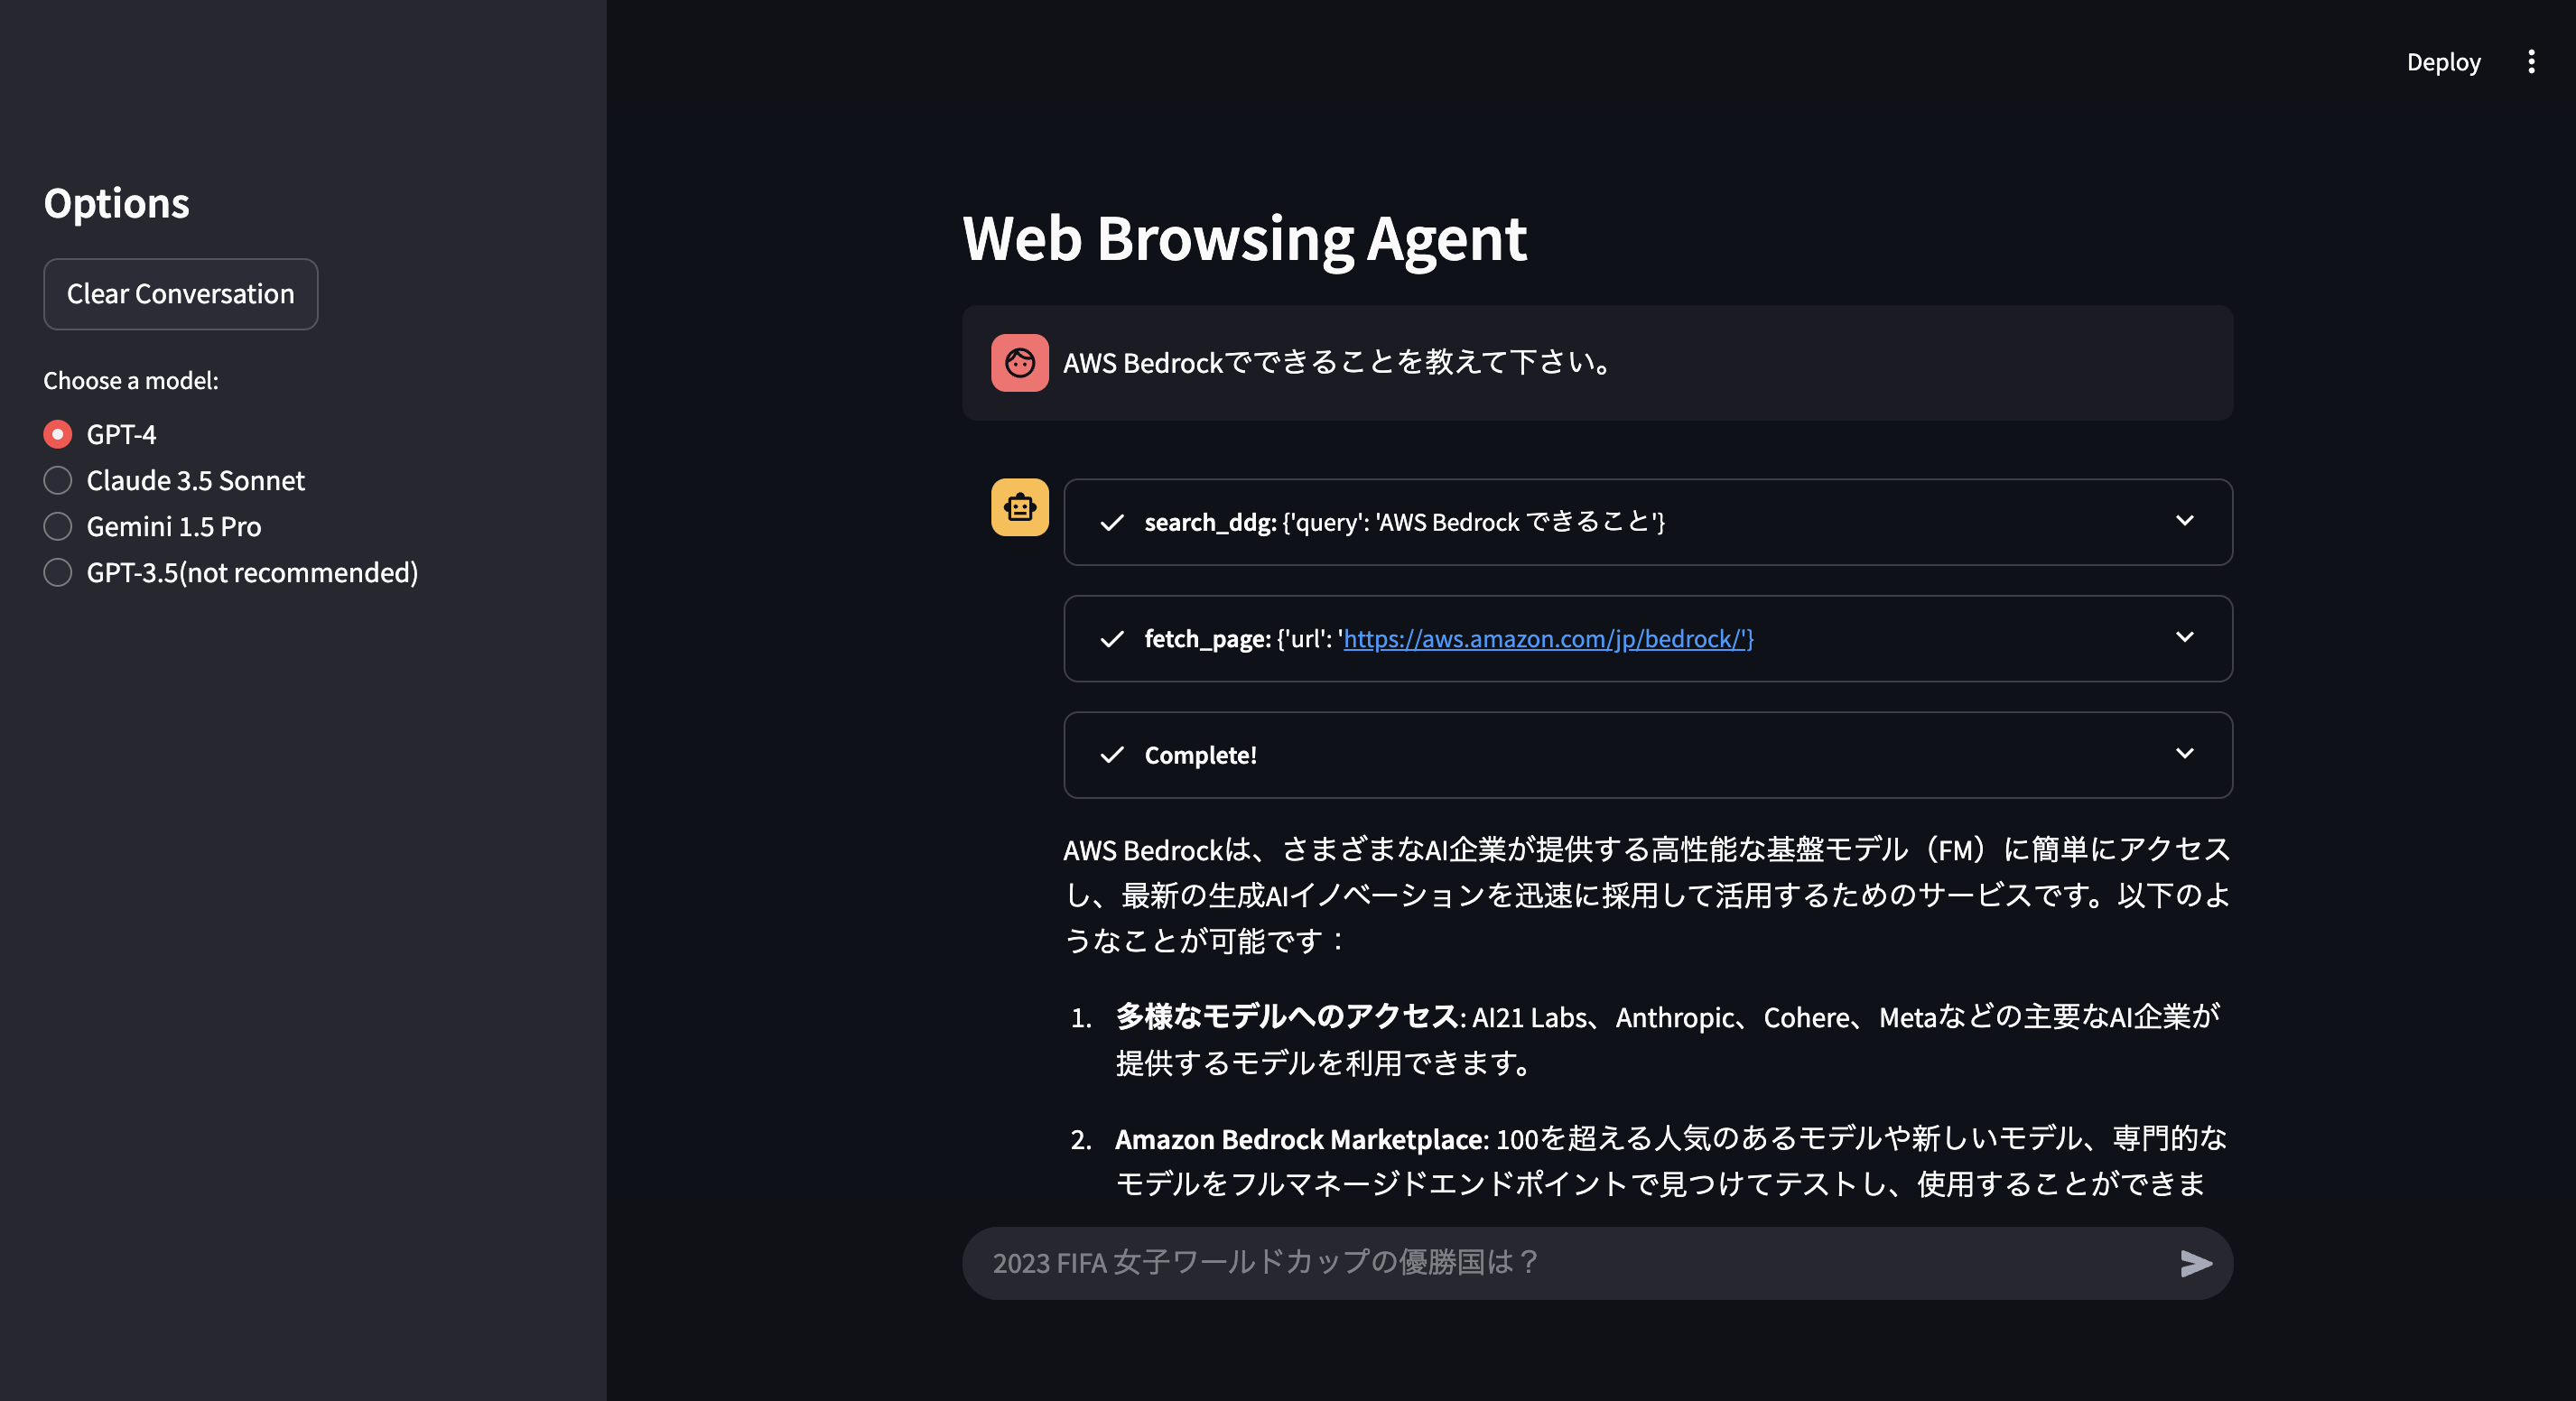 Deploy
Options
Clear Conversation
Choose a model:
GPT-4
Claude 3.5 Sonnet
Gemini 1.5 Pro
GPT-3.5(not recommended)
Web Browsing Agent
AWS Bedrockでできることを教えて下さい。
search_ddg: {'query': 'AWS Bedrock できること'}
fetch_page: {'url': 'https://aws.amazon.com/jp/bedrock/'}
Complete!
AWS Bedrockは、さまざまなAI企業が提供する高性能な基盤モデル（FM）に簡単にアクセス
し、最新の生成AIイノベーションを迅速に採用して活用するためのサービスです。以下のよ
うなことが可能です：
1. 多様なモデルへのアクセス: AI21 Labs、Anthropic、Cohere、Metaなどの主要なAI企業が
提供するモデルを利用できます。
2. Amazon Bedrock Marketplace: 100を超える人気のあるモデルや新しいモデル、専門的な
モデルをフルマネージドエンドポイントで見つけてテストし、使用することができま
2023 FIFA 女子ワールドカップの優勝国は？